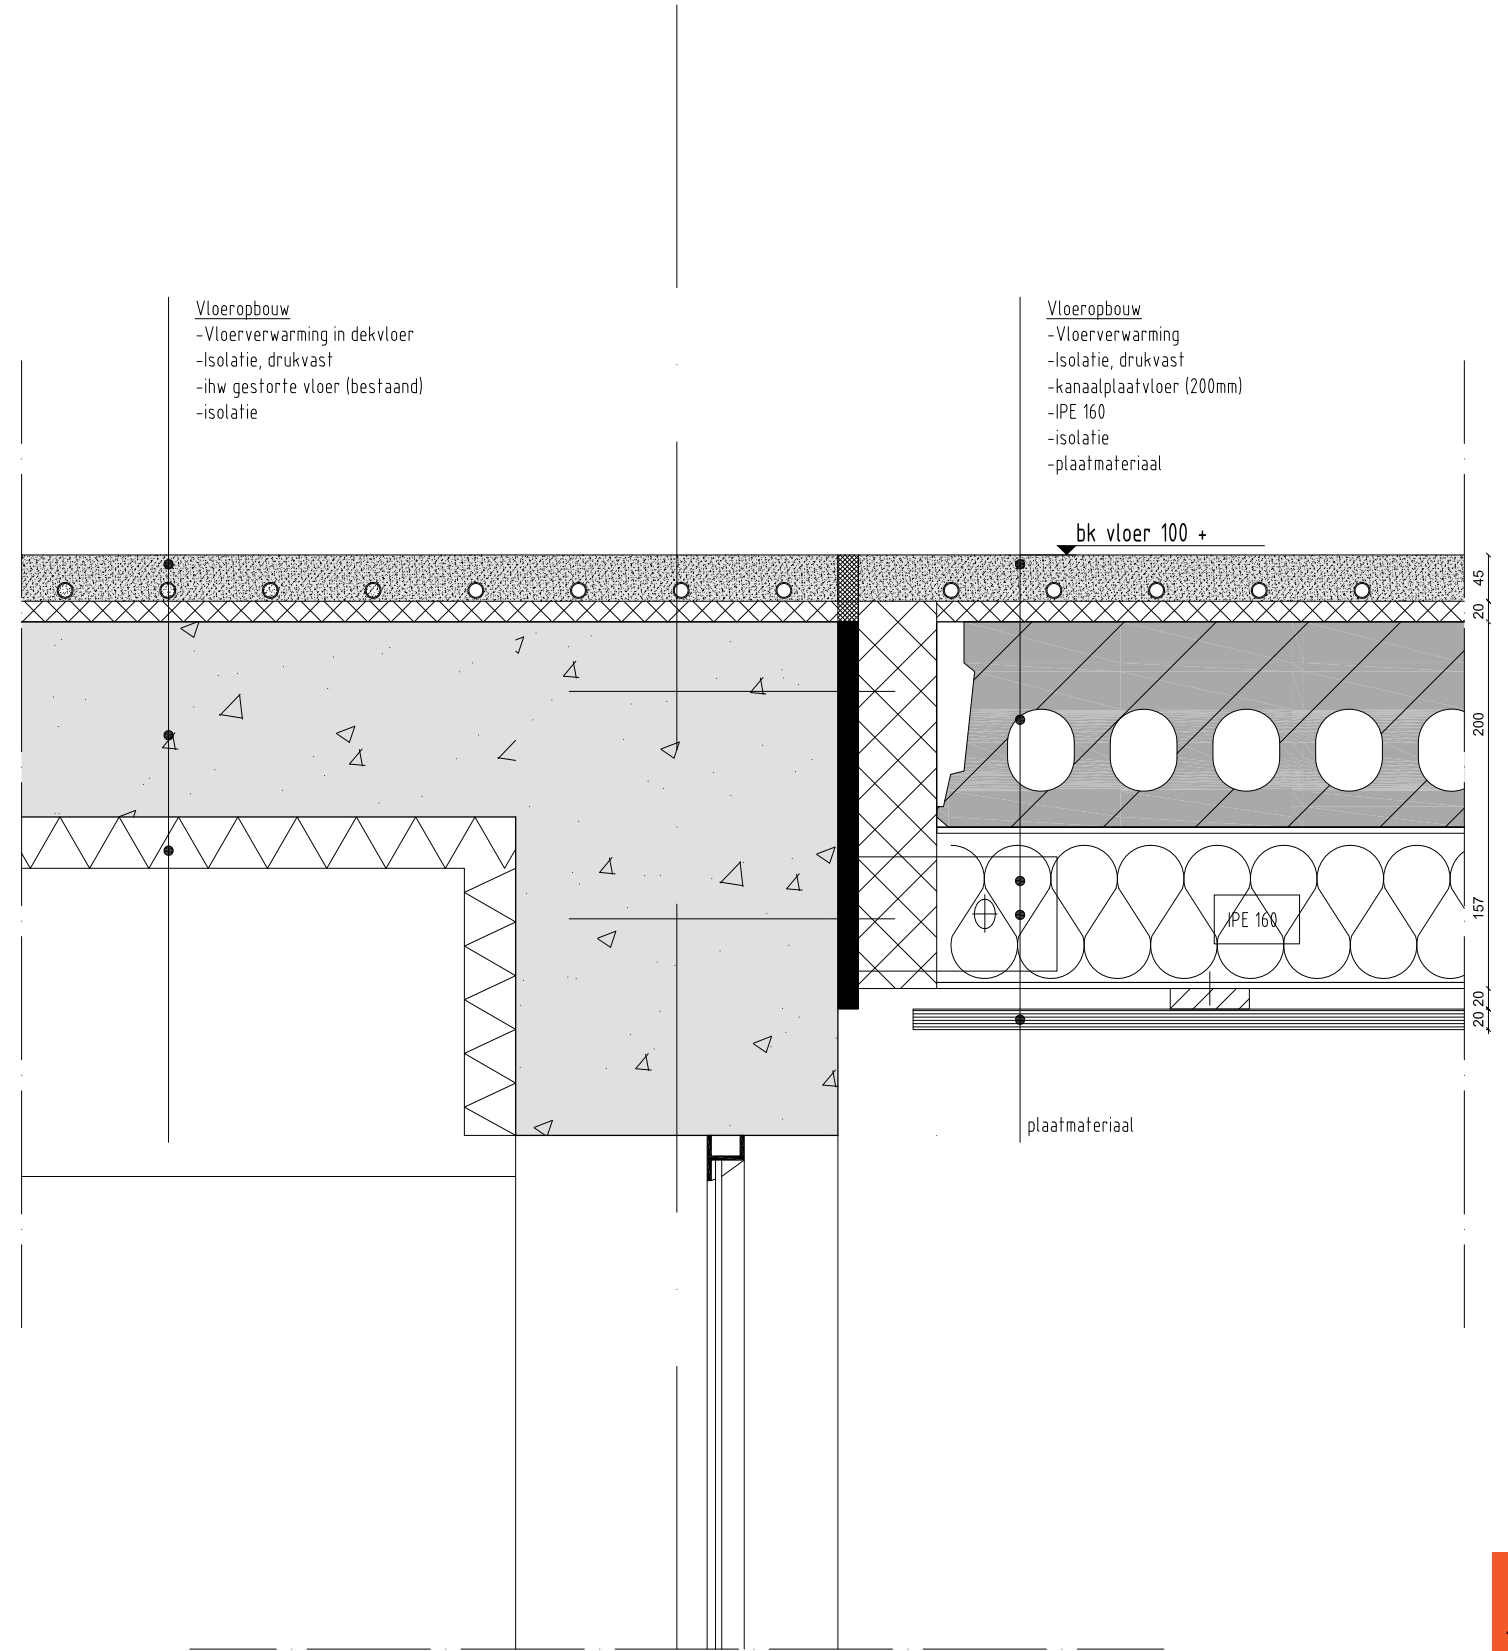 Vloeropbouw
-Vloerverwarming in dekvloer
-Isolatie, drukvast
-ihw gestorte vloer (bestaand)
-isolatie
Vloeropbouw
-Vloerverwarming
-Isolatie, drukvast
-kanaalplaatvloer (200mm)
-IPE 160
-isolatie
-plaatmateriaal
bk vloer 100 +
45
20
200
157
20
20
IPE 160
plaatmateriaal